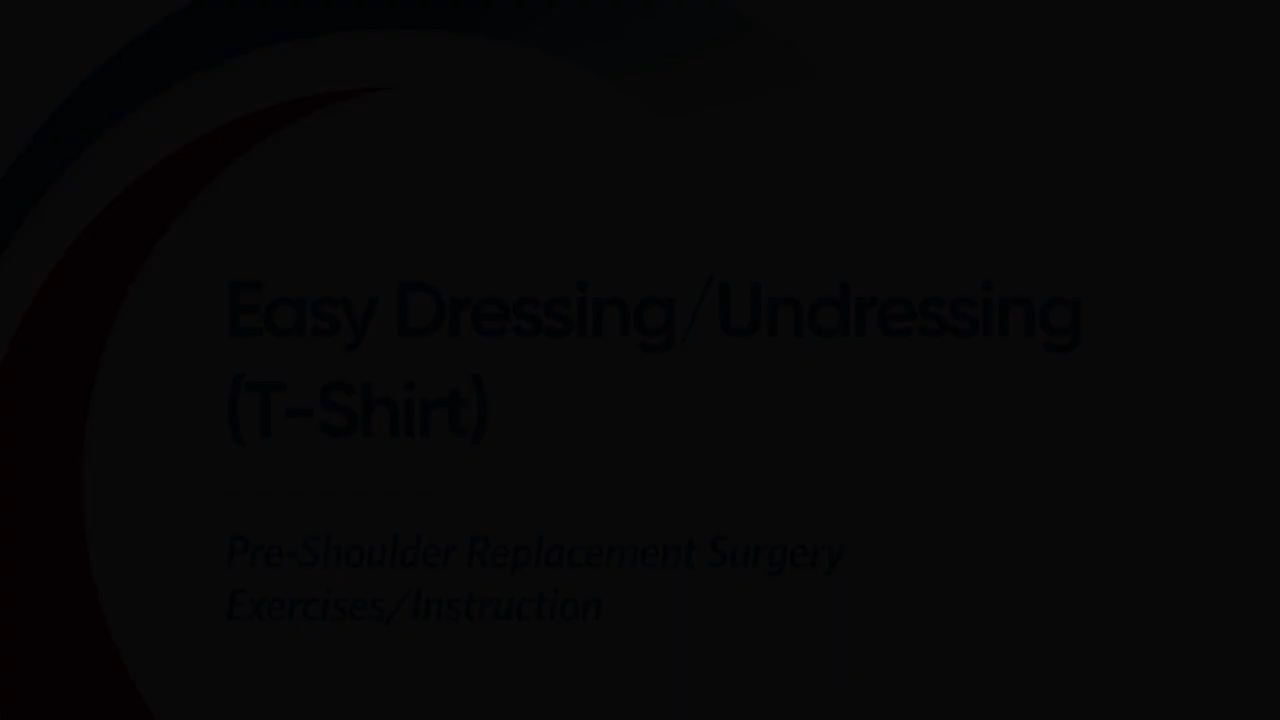 Easy Dressing/Undressing
(T-Shirt)
Pre-Shoulder Replacement Surgery
Exercises/Instruction